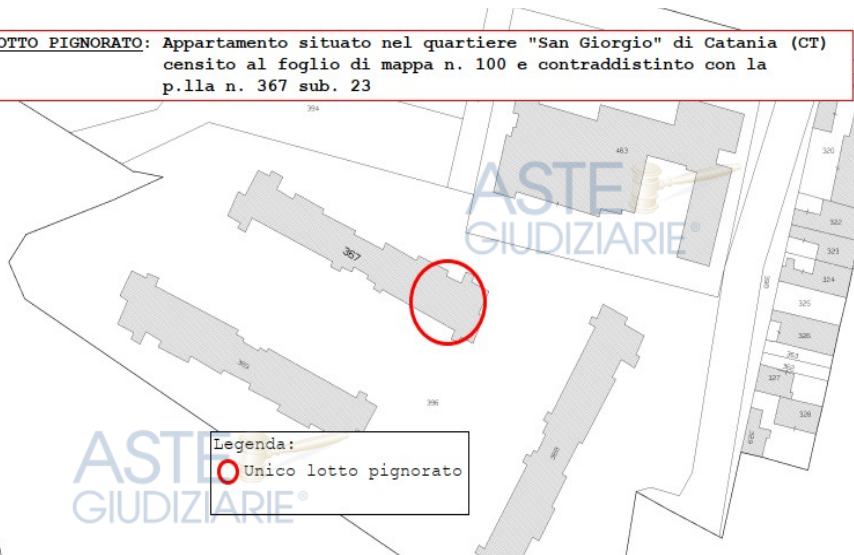 OTTO PIGNORATO: Appartamento situato nel quartiere "San Giorgio" di Catania (CT)
censito al foglio di mappa n. 100 e contraddistinto con la
p.lla n. 367 sub. 23
394
463
320
ASTE
GIUDIZIARIE®
322
323
367
324
325
326
351
327
396
328
329
Legenda:
Unico lotto pignorato
ASTE
GIUDIZIARIE®